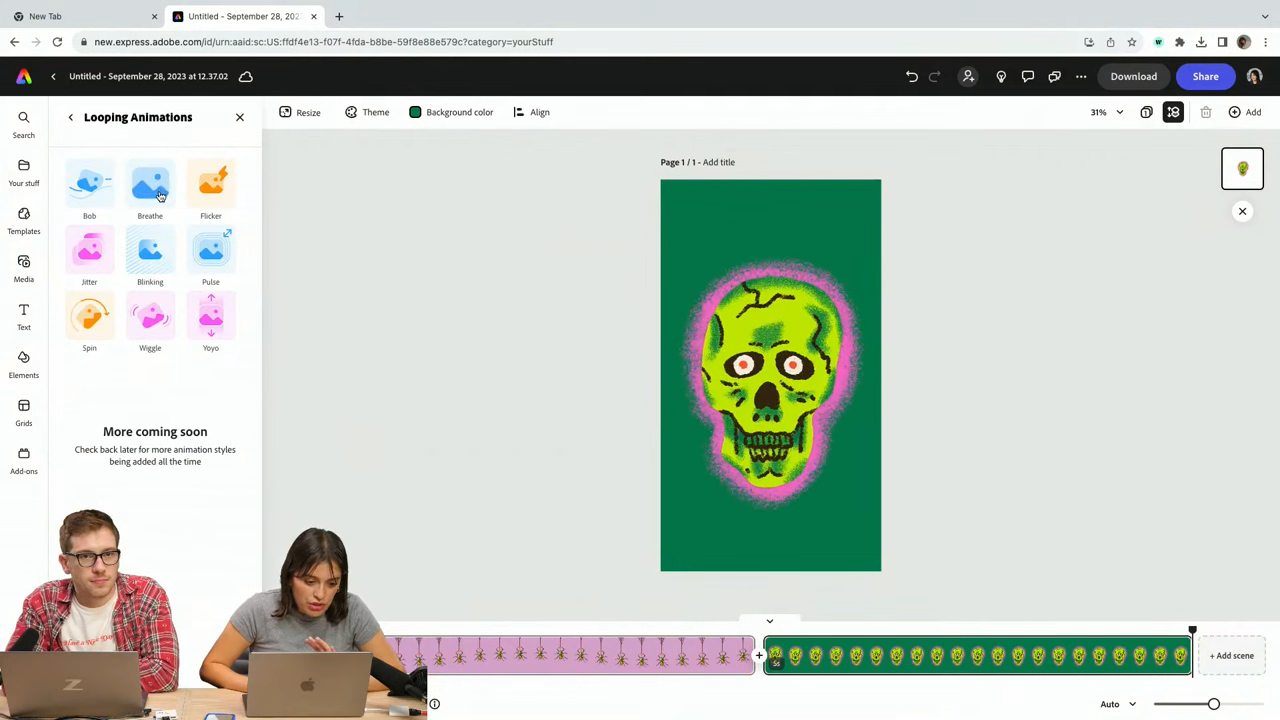 New Tab
Untitled - September 28, 202
new.express.adobe.com/id/urn:aaid:sc:US:ffdf4e13-f07f-4fda-b8be-59f8e88e579c?category=yourStuff
Untitled - September 28, 2023 at 12.37.02
Download
Share
Looping Animations
Resize
Theme
Background color
Align
31%
Add
Search
Your stuff
Templates
Media
Text
Elements
Grids
Add-ons
Bob
Breathe
Flicker
Jitter
Blinking
Pulse
Spin
Wiggle
Yoyo
More coming soon
Check back later for more animation styles
being added all the time
Page 1 / 1 - Add title
5s
+ Add scene
Auto